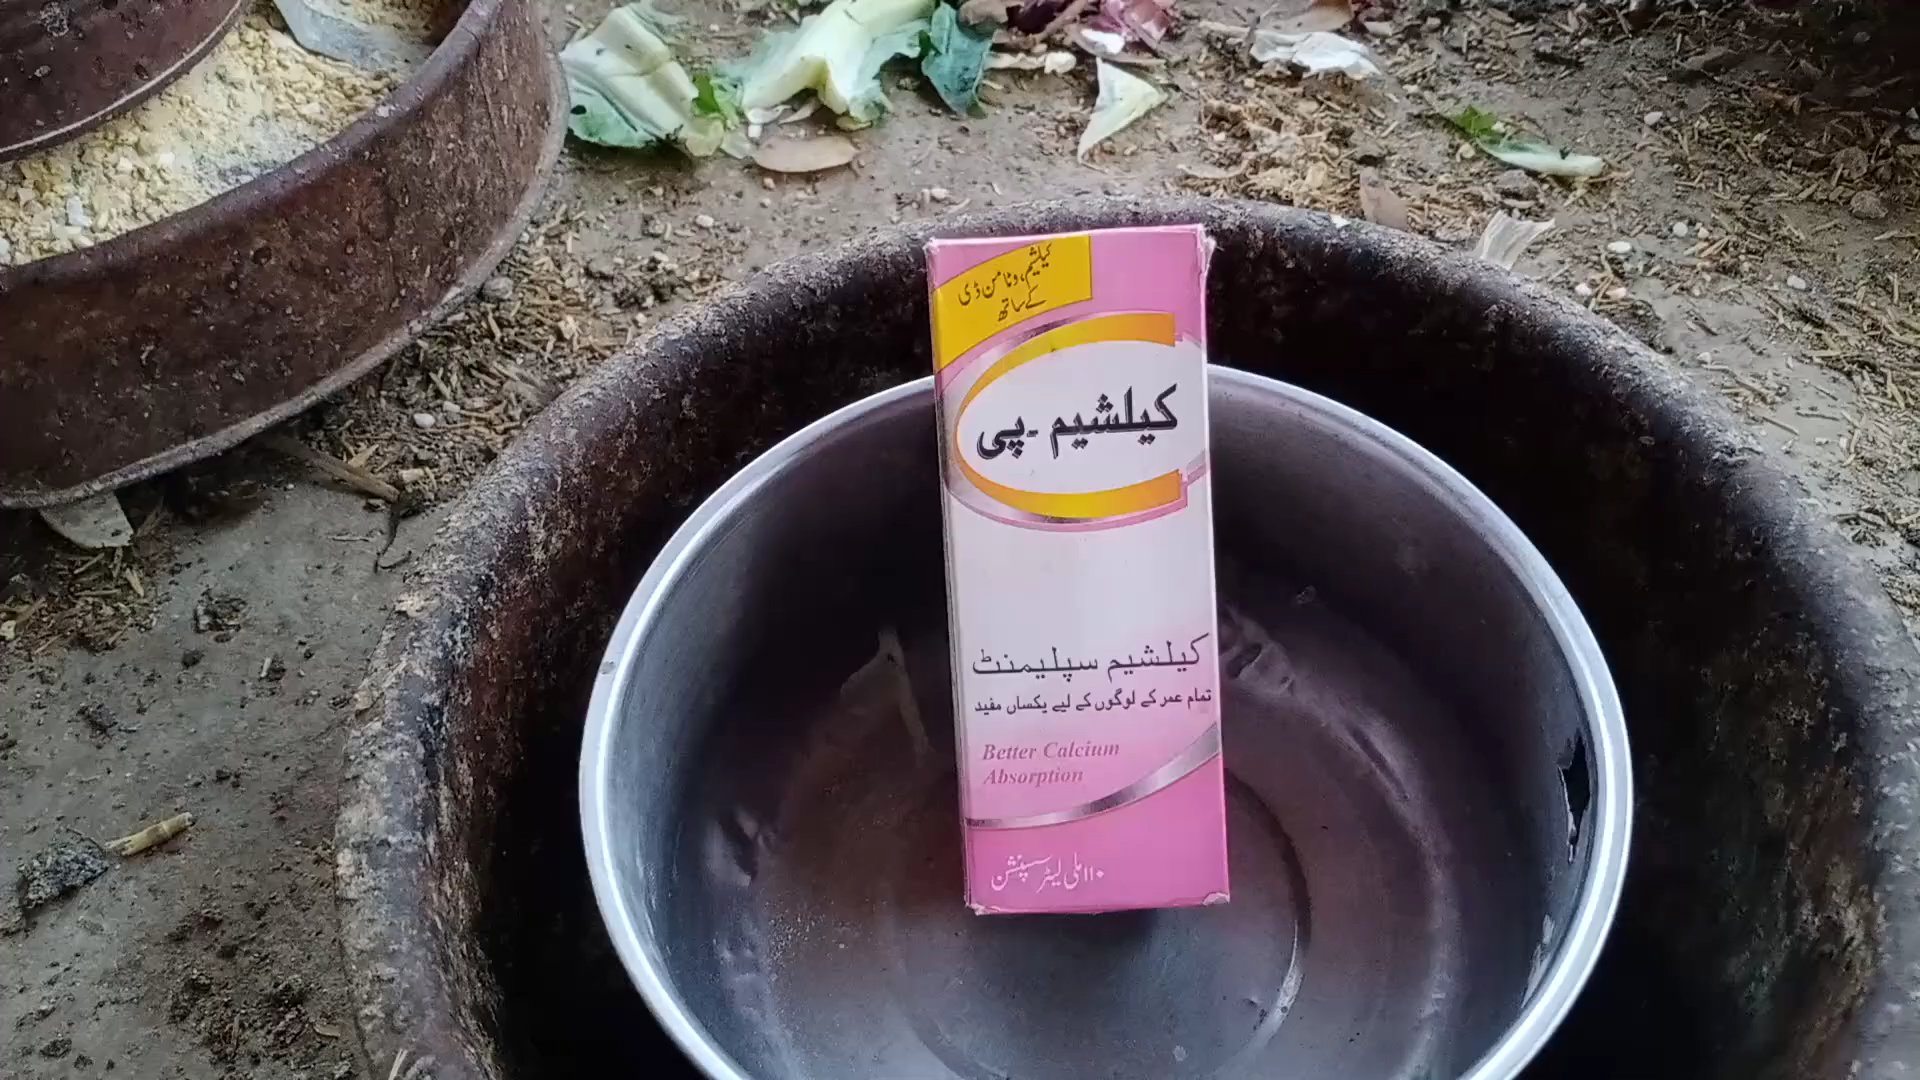 کیلشیم، وٹامن ڈی
کے ساتھ
کیلشیم ۔ پی
کیلشیم سپلیمنٹ
تمام عمر کے لوگوں کے لیے یکساں مفید
Better Calcium
Absorption
۱۱۰ ملی لیٹر سسپنشن